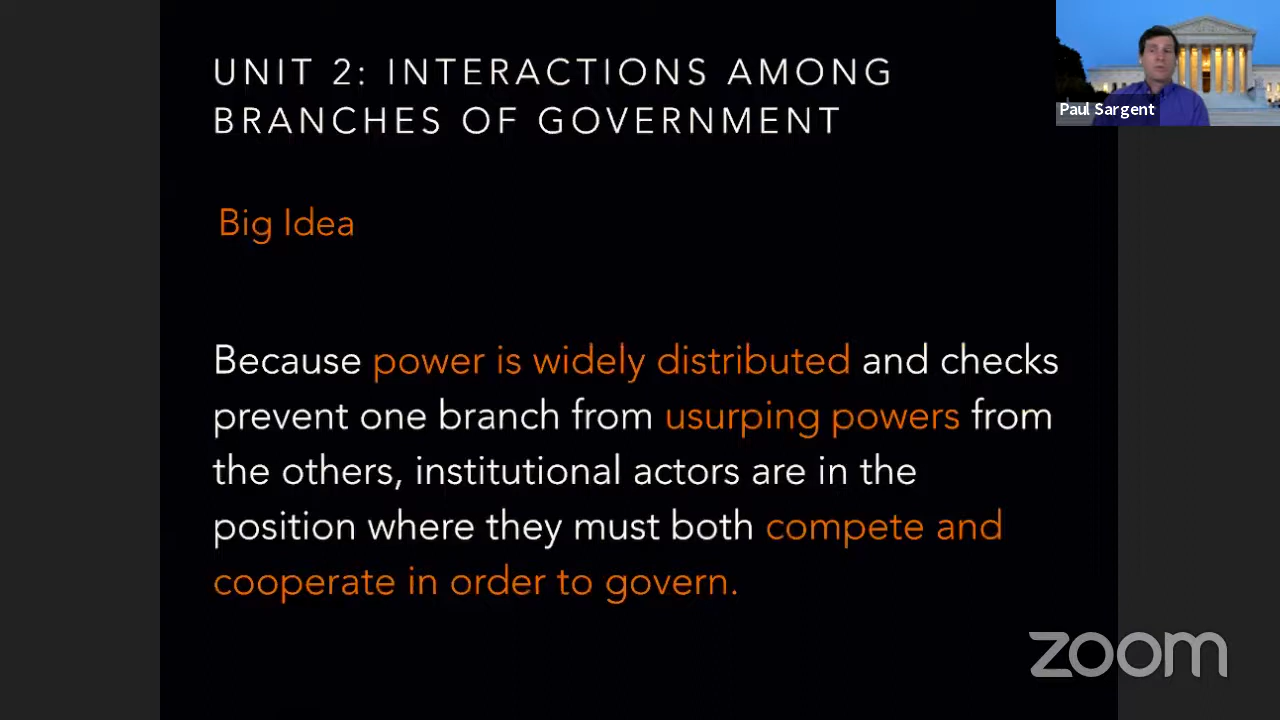 UNIT 2: INTERACTIONS AMONG
BRANCHES OF GOVERNMENT
Paul Sargent
Big Idea
Because power is widely distributed and checks
prevent one branch from usurping powers from
the others, institutional actors are in the
position where they must both compete and
cooperate in order to govern.
zoom